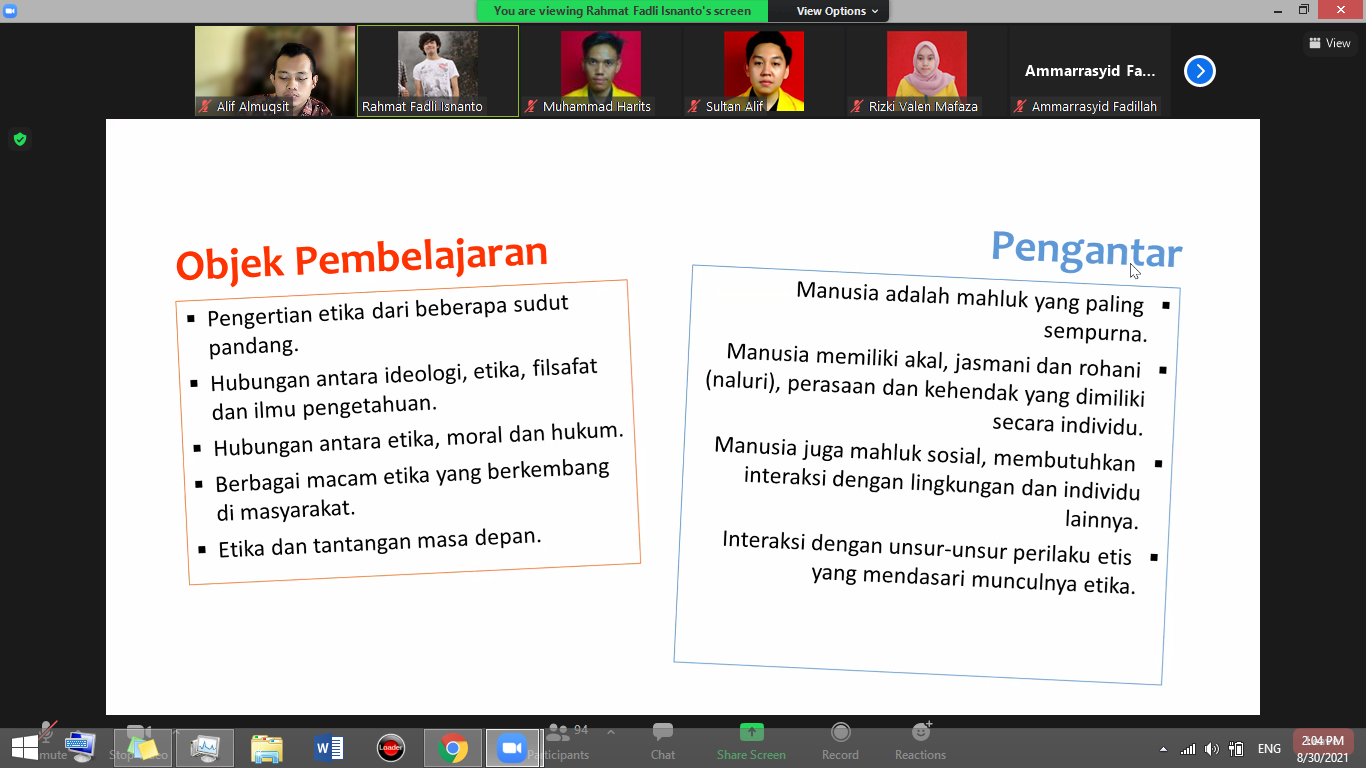 You are viewing Rahmat Fadli Isnanto's screen
View Options
View
Ammarrasyid Fa...
Alif Almuqsit
Rahmat Fadli Isnanto
Muhammad Harits
Sultan Alif
Rizki Valen Mafaza
Ammarrasyid Fadillah
Objek Pembelajaran
Pengertian etika dari beberapa sudut
pandang.
Hubungan antara ideologi, etika, filsafat
dan ilmu pengetahuan.
Hubungan antara etika, moral dan hukum.
Berbagai macam etika yang berkembang
di masyarakat.
Etika dan tantangan masa depan.
Pengantar
Manusia adalah mahluk yang paling
sempurna.
Manusia memiliki akal, jasmani dan rohani
(naluri), perasaan dan kehendak yang dimiliki
secara individu.
Manusia juga mahluk sosial, membutuhkan
interaksi dengan lingkungan dan individu
lainnya.
Interaksi dengan unsur-unsur perilaku etis
yang mendasari munculnya etika.
94
Participants
Chat
Share Screen
Record
Reactions
Loader
ENG
2:04 PM
8/30/2021